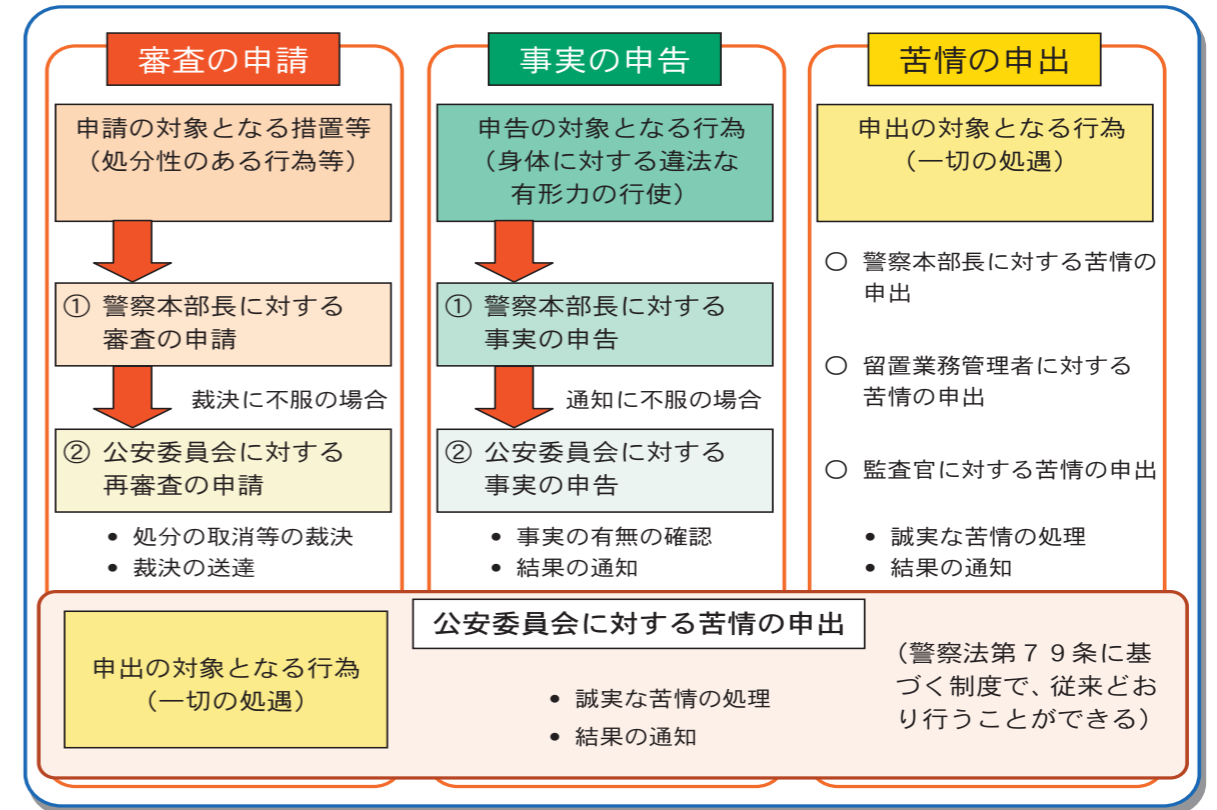 審査の申請
申請の対象となる措置等
（処分性のある行為等）
① 警察本部長に対する
審査の申請
裁決に不服の場合
② 公安委員会に対する
再審査の申請
• 処分の取消等の裁決
• 裁決の送達
事実の申告
申告の対象となる行為
（身体に対する違法な
有形力の行使）
① 警察本部長に対する
事実の申告
通知に不服の場合
② 公安委員会に対する
事実の申告
• 事実の有無の確認
• 結果の通知
苦情の申出
申出の対象となる行為
（一切の処遇）
○ 警察本部長に対する苦情の
申出
○ 留置業務管理者に対する
苦情の申出
○ 監査官に対する苦情の申出
• 誠実な苦情の処理
• 結果の通知
公安委員会に対する苦情の申出
申出の対象となる行為
（一切の処遇）
• 誠実な苦情の処理
• 結果の通知
（警察法第７９条に基
づく制度で、従来どお
り行うことができる）